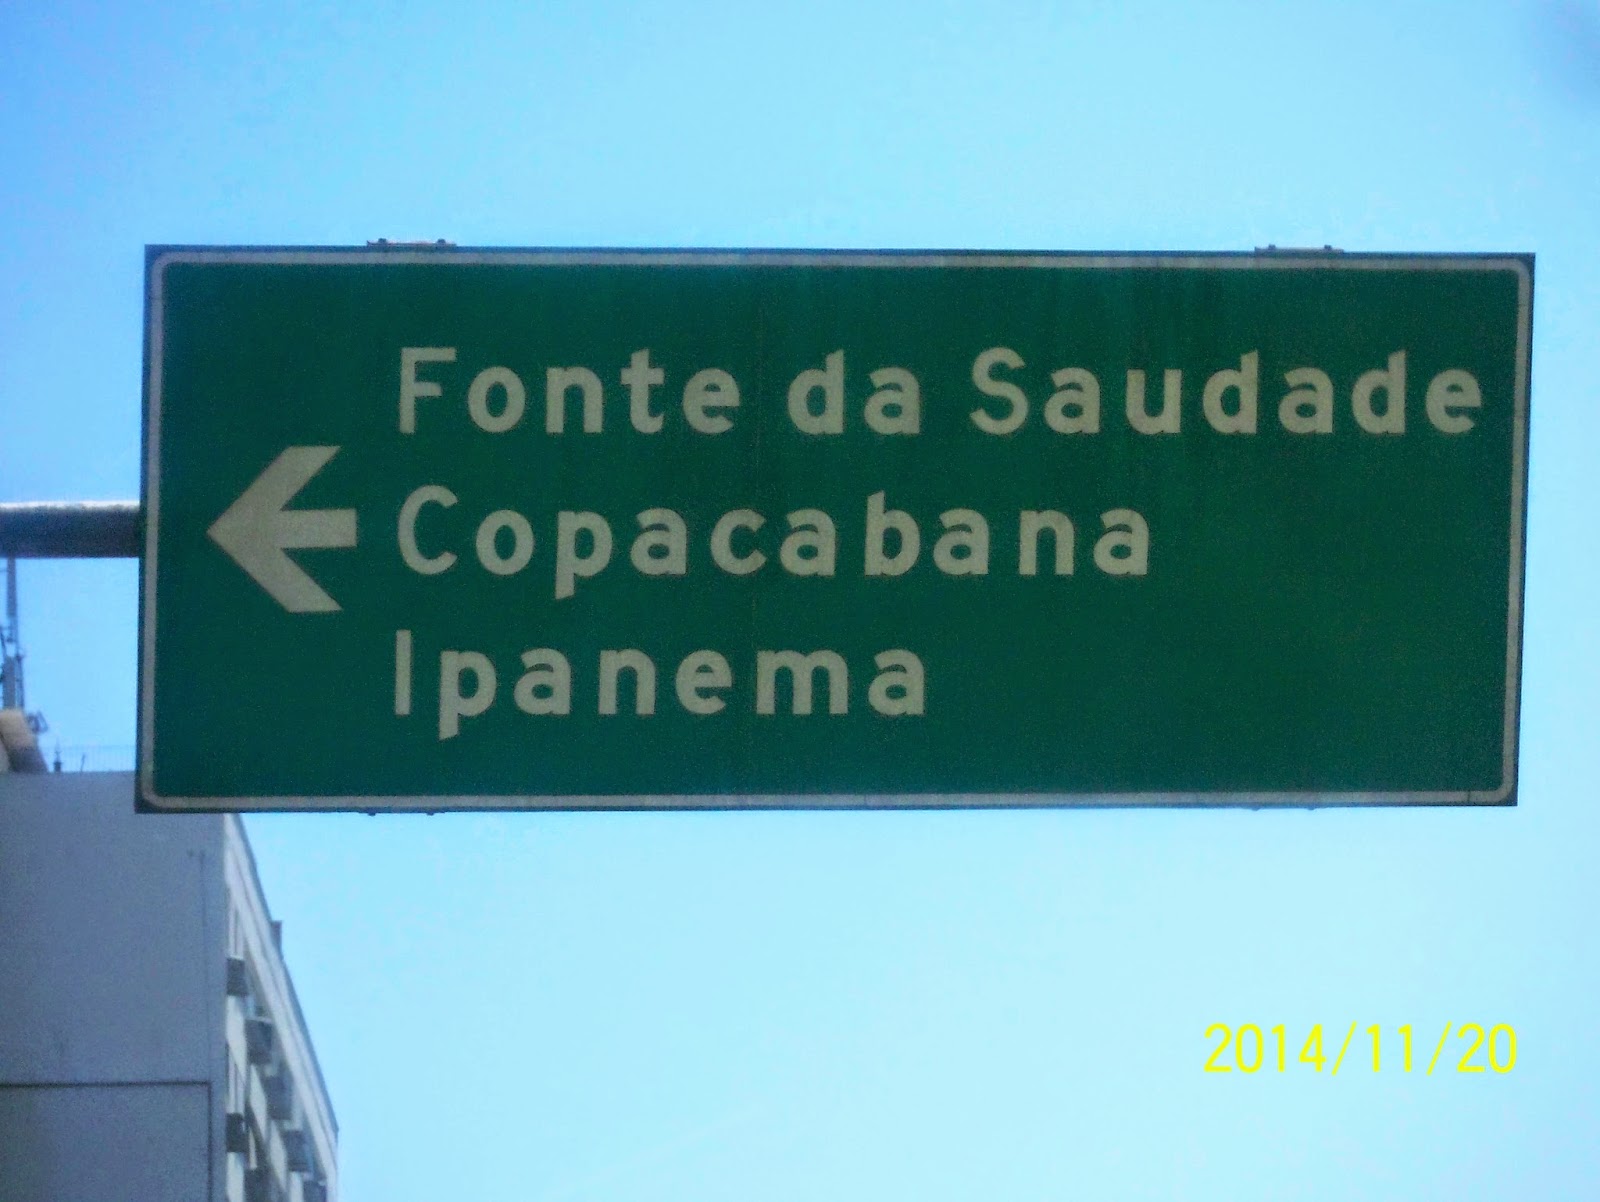 Fonte da Saudade
Copacabana
Ipanema
2014/11/20